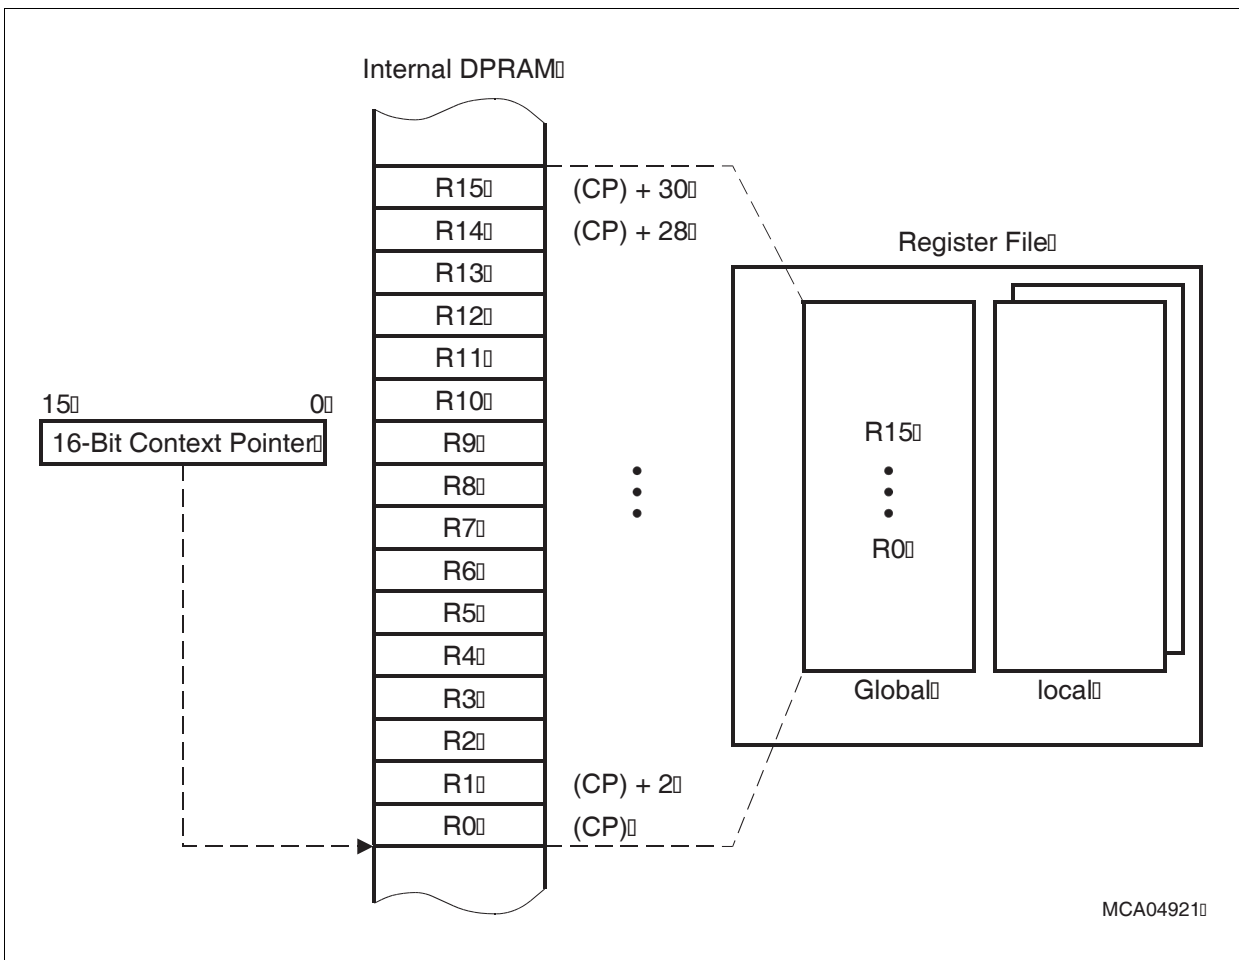 Internal DPRAM
R15 (CP) + 30
R14 (CP) + 28
R13
R12
R11
R10
R9
R8
R7
R6
R5
R4
R3
R2
R1 (CP) + 2
R0 (CP)
15 0
16-Bit Context Pointer
Register File
R15
R0
Global local
MCA04921